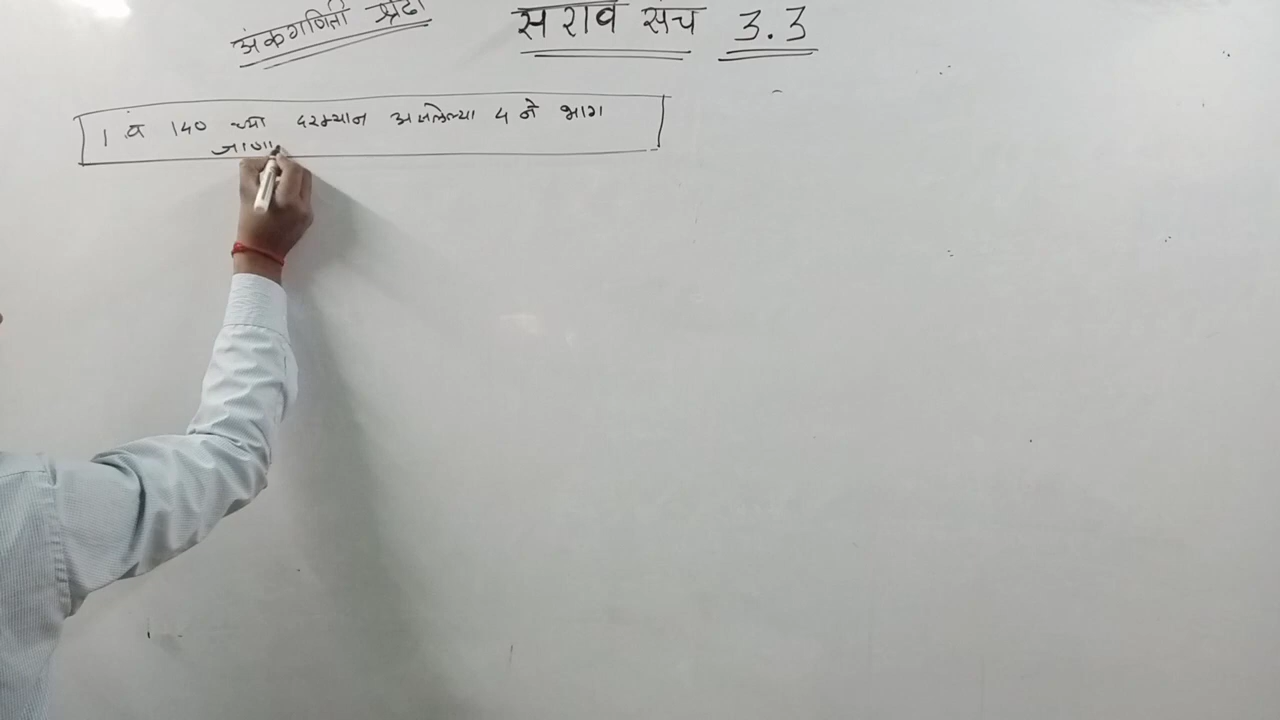 अंकगणिती श्रेढी
सराव संच 3.3
1 व 140 च्या दरम्यान असलेल्या 4 ने भाग
जाणा